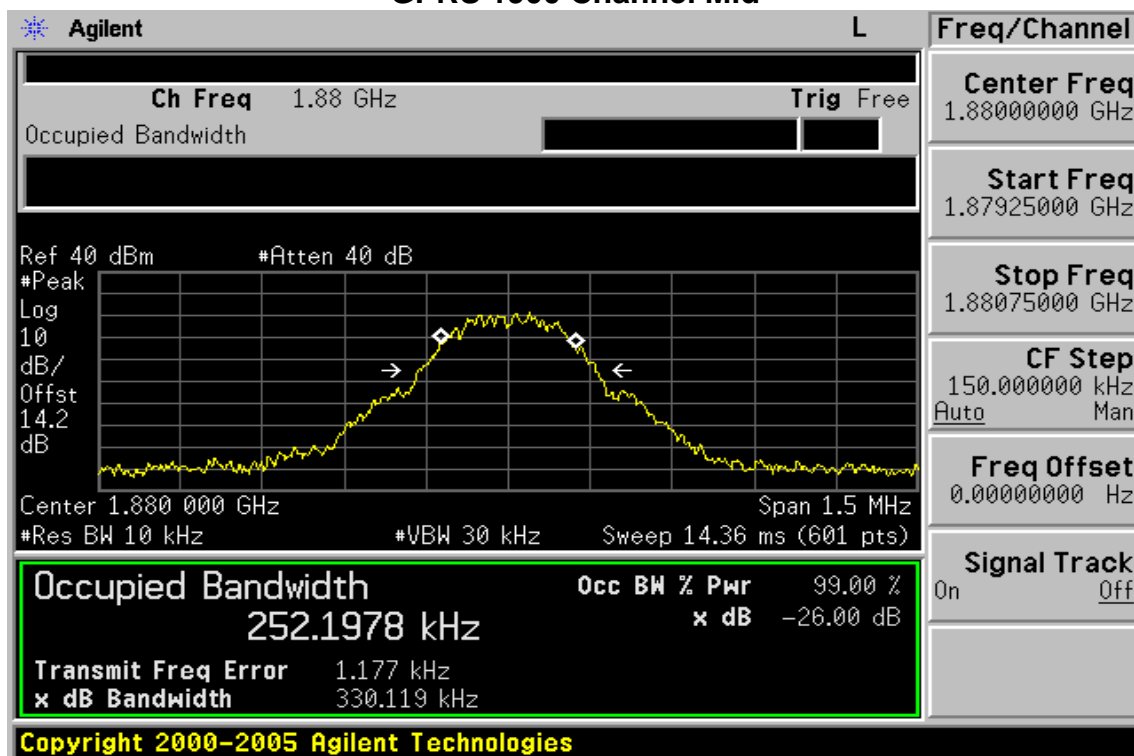 Agilent L
Freq/Channel
Ch Freq 1.88 GHz Trig Free
Occupied Bandwidth
Center Freq
1.88000000 GHz
Start Freq
1.87925000 GHz
Stop Freq
1.88075000 GHz
CF Step
150.000000 kHz
Auto Man
Freq Offset
0.00000000 Hz
Signal Track
On Off
Ref 40 dBm #Atten 40 dB
#Peak
Log
10
dB/
Offst
14.2
dB
Center 1.880 000 GHz Span 1.5 MHz
#Res BW 10 kHz #VBW 30 kHz Sweep 14.36 ms (601 pts)
Occupied Bandwidth Occ BW % Pwr 99.00 %
252.1978 kHz x dB -26.00 dB
Transmit Freq Error 1.177 kHz
x dB Bandwidth 330.119 kHz
Copyright 2000-2005 Agilent Technologies